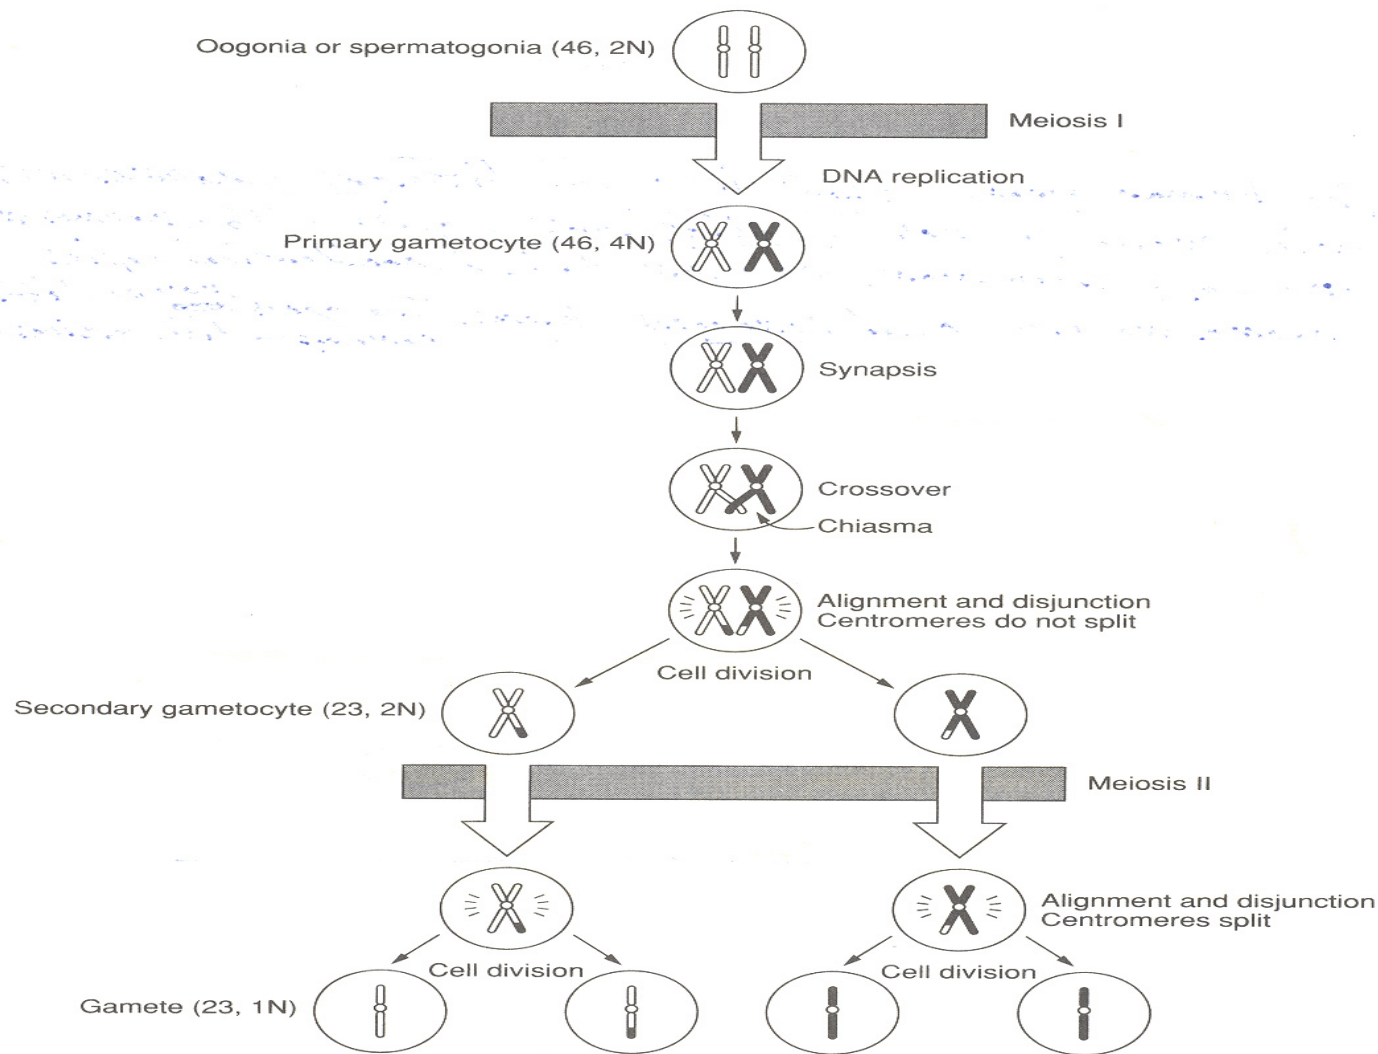 Oogonia or spermatogonia (46, 2N)
Meiosis I
DNA replication
Primary gametocyte (46, 4N)
Synapsis
Crossover
Chiasma
Alignment and disjunction
Centromeres do not split
Cell division
Secondary gametocyte (23, 2N)
Meiosis II
Alignment and disjunction
Centromeres split
Cell division
Cell division
Gamete (23, 1N)